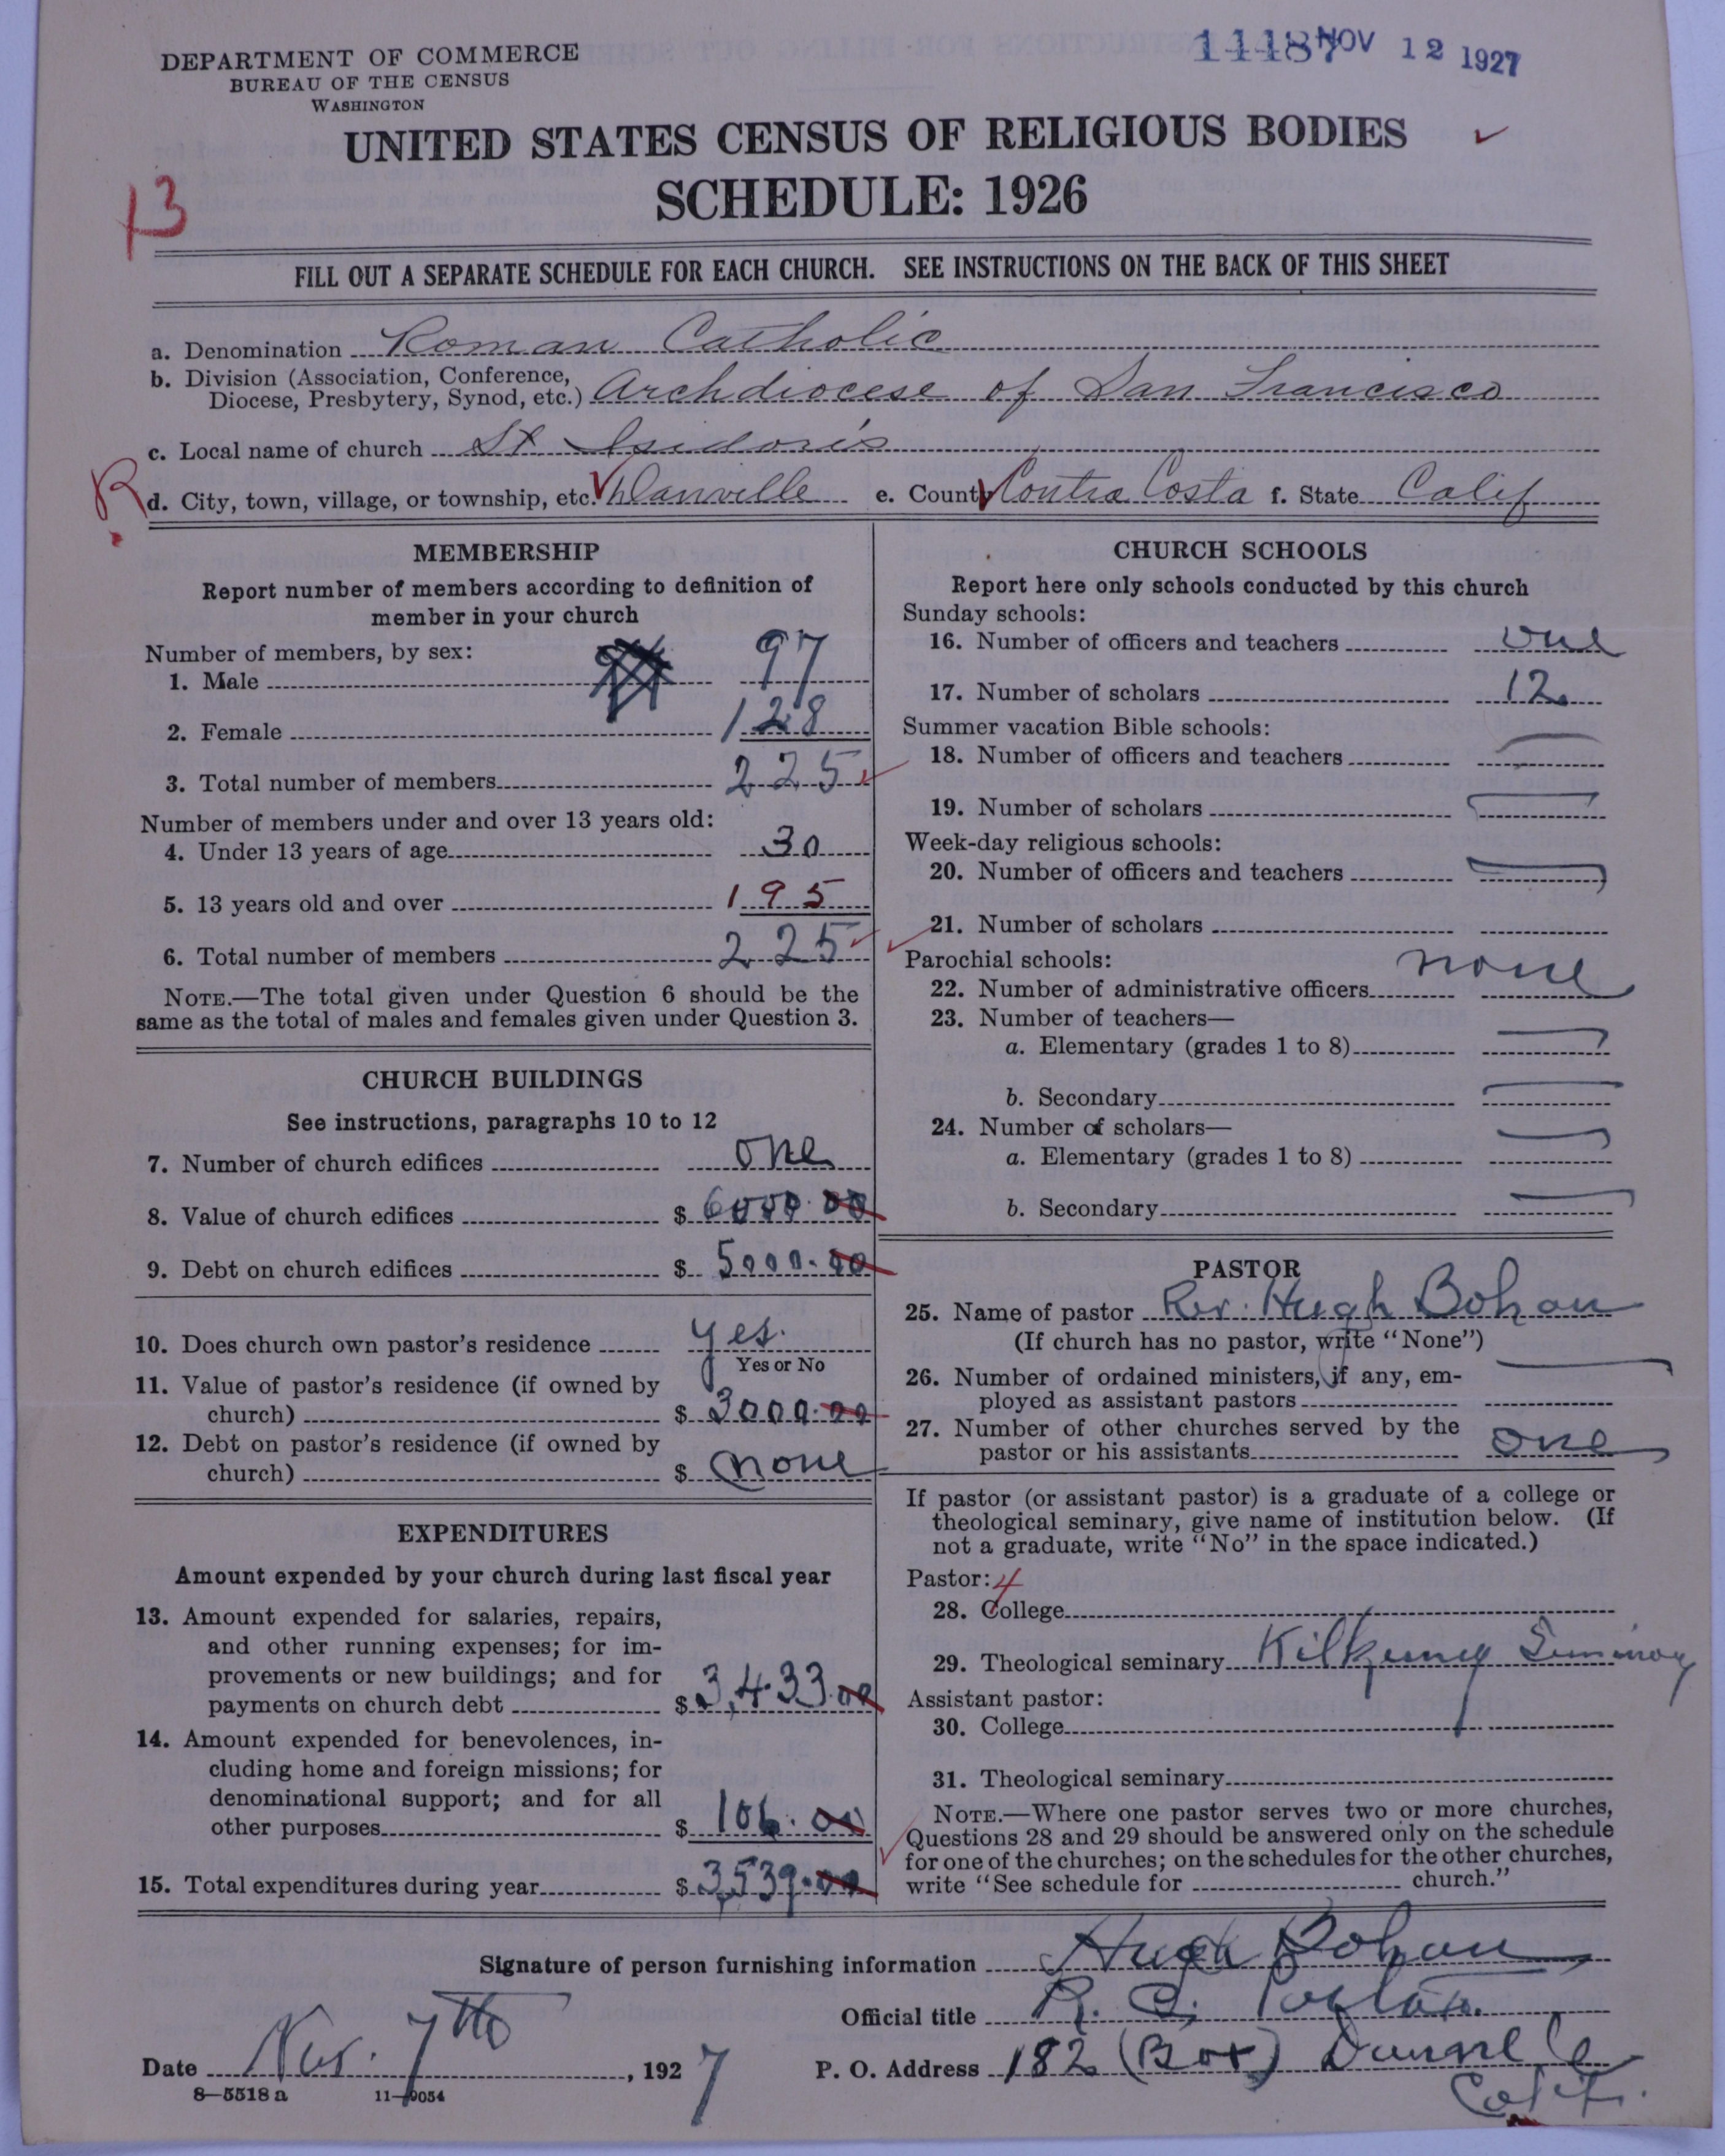 DEPARTMENT OF COMMERCE
BUREAU OF THE CENSUS
WASHINGTON
11187 NOV 12 1927
UNITED STATES CENSUS OF RELIGIOUS BODIES
SCHEDULE: 1926
13
FILL OUT A SEPARATE SCHEDULE FOR EACH CHURCH. SEE INSTRUCTIONS ON THE BACK OF THIS SHEET
a. Denomination Roman Catholic
b. Division (Association, Conference,
Diocese, Presbytery, Synod, etc.) Archdiocese of San Francisco
c. Local name of church St Isidoris
R d. City, town, village, or township, etc. Danville e. County Contra Costa f. State Calif
MEMBERSHIP
Report number of members according to definition of
member in your church
Number of members, by sex:
1. Male 97
2. Female 128
3. Total number of members 225
Number of members under and over 13 years old:
4. Under 13 years of age 30
5. 13 years old and over 195
6. Total number of members 225
NOTE.—The total given under Question 6 should be the
same as the total of males and females given under Question 3.
CHURCH BUILDINGS
See instructions, paragraphs 10 to 12
7. Number of church edifices one
8. Value of church edifices $ 6000.00
9. Debt on church edifices $ 5000.00
10. Does church own pastor's residence yes.
Yes or No
11. Value of pastor's residence (if owned by
church) $ 3000.00
12. Debt on pastor's residence (if owned by
church) $ none
EXPENDITURES
Amount expended by your church during last fiscal year
13. Amount expended for salaries, repairs,
and other running expenses; for im-
provements or new buildings; and for
payments on church debt $ 3,433.00
14. Amount expended for benevolences, in-
cluding home and foreign missions; for
denominational support; and for all
other purposes $ 106.00
15. Total expenditures during year $ 3,539.00
CHURCH SCHOOLS
Report here only schools conducted by this church
Sunday schools:
16. Number of officers and teachers one
17. Number of scholars 12
Summer vacation Bible schools:
18. Number of officers and teachers
19. Number of scholars
Week-day religious schools:
20. Number of officers and teachers
21. Number of scholars
Parochial schools:
22. Number of administrative officers none
23. Number of teachers—
a. Elementary (grades 1 to 8)
b. Secondary
24. Number of scholars—
a. Elementary (grades 1 to 8)
b. Secondary
PASTOR
25. Name of pastor Rev. Hugh Bohan
(If church has no pastor, write "None")
26. Number of ordained ministers, if any, em-
ployed as assistant pastors
27. Number of other churches served by the
pastor or his assistants one
If pastor (or assistant pastor) is a graduate of a college or
theological seminary, give name of institution below. (If
not a graduate, write "No" in the space indicated.)
Pastor: 4
28. College
29. Theological seminary Kilkenny Seminary
Assistant pastor:
30. College
31. Theological seminary
NOTE.—Where one pastor serves two or more churches,
Questions 28 and 29 should be answered only on the schedule
for one of the churches; on the schedules for the other churches,
write "See schedule for church."
Signature of person furnishing information Hugh Bohan
Official title R. C. Pastor
Date Nov. 7th, 1927 P. O. Address 182 (Box) Danville
Calif.
8—5518 a 11—9054